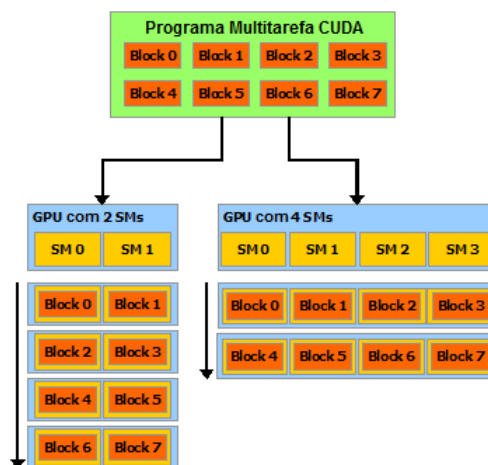 Programa Multitarefa CUDA
Block 0 Block 1 Block 2 Block 3
Block 4 Block 5 Block 6 Block 7
GPU com 2 SMs
SM 0 SM 1
Block 0 Block 1
Block 2 Block 3
Block 4 Block 5
Block 6 Block 7
GPU com 4 SMs
SM 0 SM 1 SM 2 SM 3
Block 0 Block 1 Block 2 Block 3
Block 4 Block 5 Block 6 Block 7